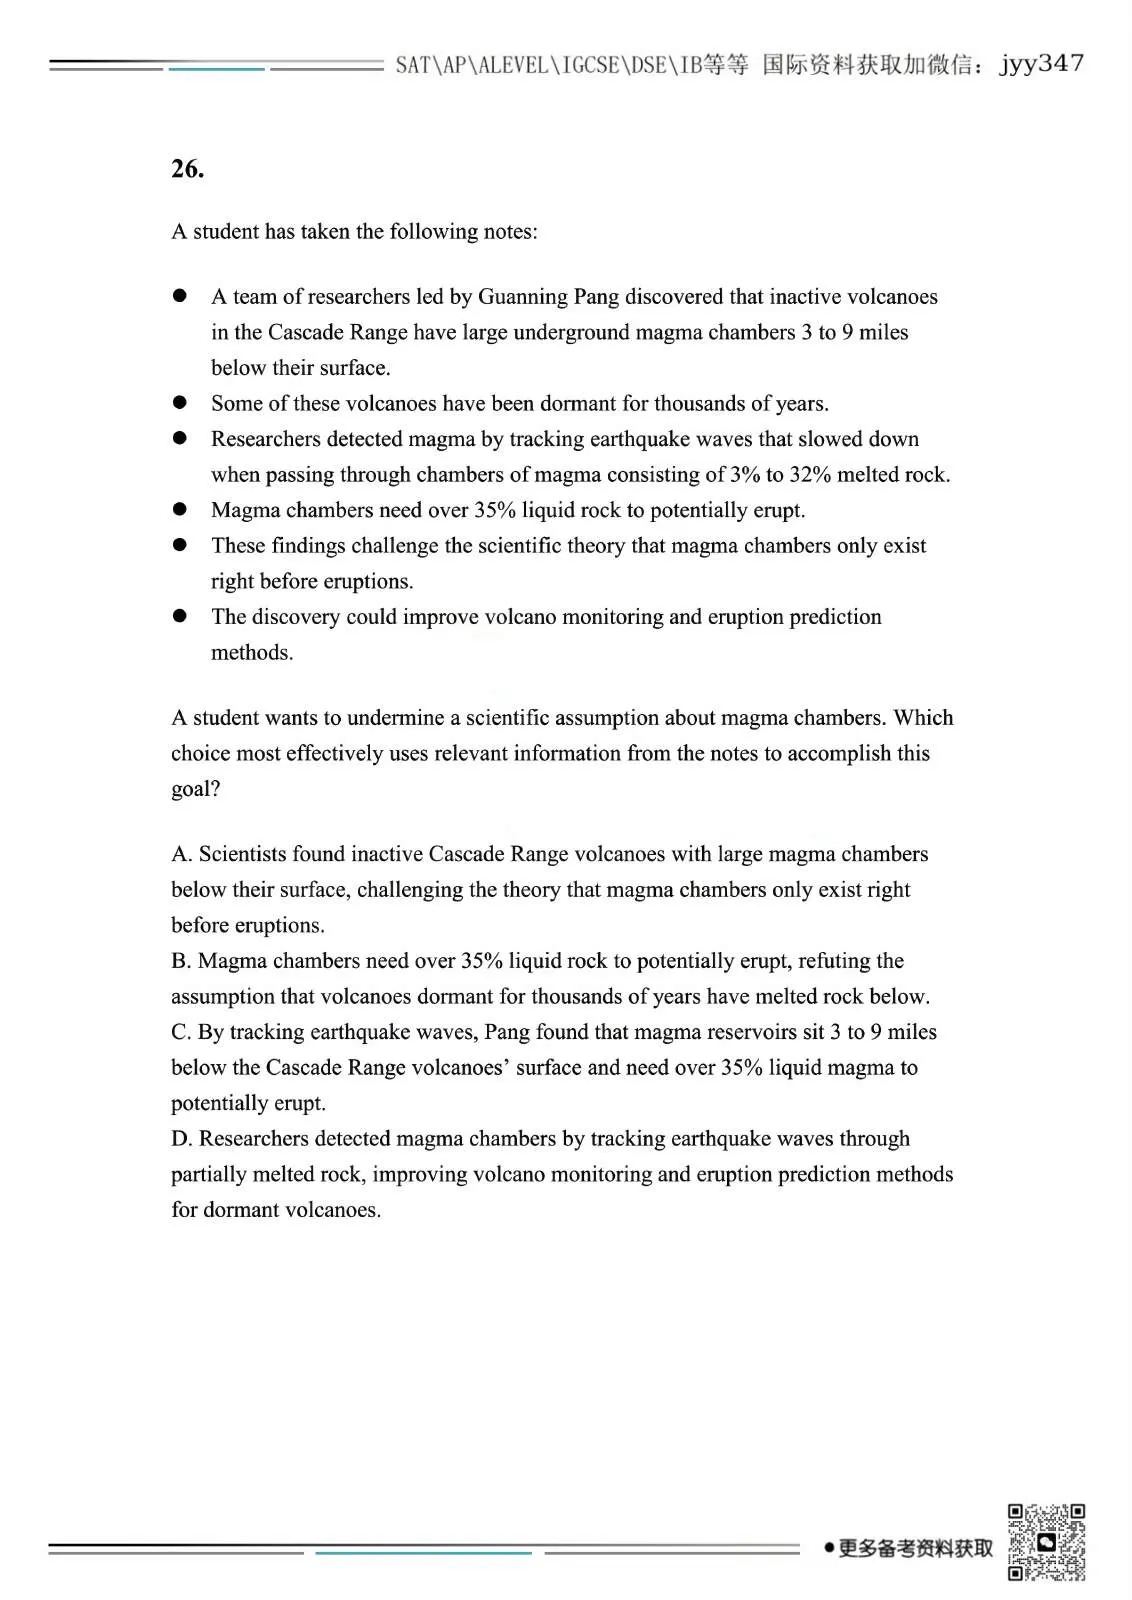 SAT\AP\ALEVEL\IGCSE\DSE\IB等等 国际资料获取加微信：jyy347
26.
A student has taken the following notes:
● A team of researchers led by Guanning Pang discovered that inactive volcanoes
in the Cascade Range have large underground magma chambers 3 to 9 miles
below their surface.
● Some of these volcanoes have been dormant for thousands of years.
● Researchers detected magma by tracking earthquake waves that slowed down
when passing through chambers of magma consisting of 3% to 32% melted rock.
● Magma chambers need over 35% liquid rock to potentially erupt.
● These findings challenge the scientific theory that magma chambers only exist
right before eruptions.
● The discovery could improve volcano monitoring and eruption prediction
methods.
A student wants to undermine a scientific assumption about magma chambers. Which
choice most effectively uses relevant information from the notes to accomplish this
goal?
A. Scientists found inactive Cascade Range volcanoes with large magma chambers
below their surface, challenging the theory that magma chambers only exist right
before eruptions.
B. Magma chambers need over 35% liquid rock to potentially erupt, refuting the
assumption that volcanoes dormant for thousands of years have melted rock below.
C. By tracking earthquake waves, Pang found that magma reservoirs sit 3 to 9 miles
below the Cascade Range volcanoes’ surface and need over 35% liquid magma to
potentially erupt.
D. Researchers detected magma chambers by tracking earthquake waves through
partially melted rock, improving volcano monitoring and eruption prediction methods
for dormant volcanoes.
●更多备考资料获取